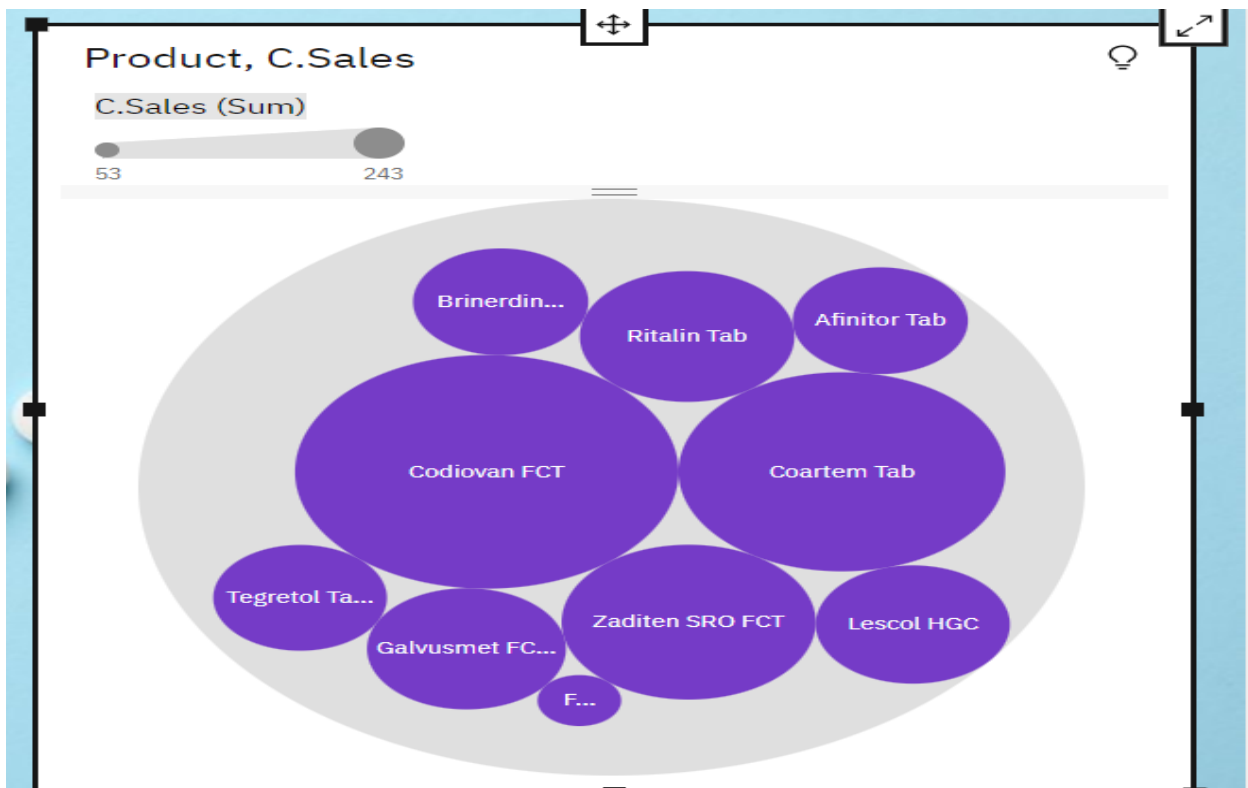 Product, C.Sales
C.Sales (Sum)
53 243
Brinerdin...
Ritalin Tab
Afinitor Tab
Codiovan FCT
Coartem Tab
Tegretol Ta...
Galvusmet FC...
Zaditen SRO FCT
Lescol HGC
F...